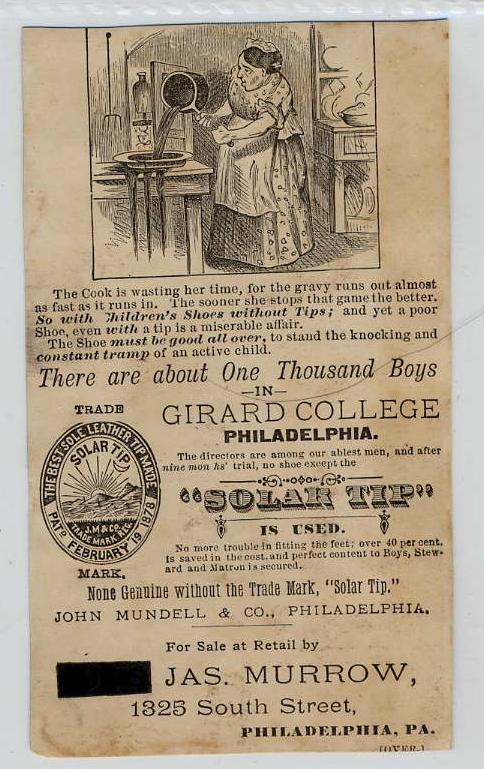 The Cook is wasting her time, for the gravy runs out almost
as fast as it runs in. The sooner she stops that game the better.
So with Children's Shoes without Tips; and yet a poor
Shoe, even with a tip is a miserable affair.
The Shoe must be good all over, to stand the knocking and
constant tramp of an active child.
There are about One Thousand Boys
—IN—
GIRARD COLLEGE
PHILADELPHIA.
The directors are among our ablest men, and after
nine mon hs' trial, no shoe except the
"SOLAR TIP"
IS USED.
No more trouble in fitting the feet; over 40 per cent.
is saved in the cost, and perfect content to Boys, Stew-
ard and Matron is secured.
TRADE
THE BEST SOLE LEATHER TIP MADE
SOLAR TIP
J.M & CO.
TRADE MARK REG.
PATD FEBRUARY 19 1878
MARK.
None Genuine without the Trade Mark, "Solar Tip."
JOHN MUNDELL & CO., PHILADELPHIA.
For Sale at Retail by
JAS. MURROW,
1325 South Street,
PHILADELPHIA, PA.
[OVER.]